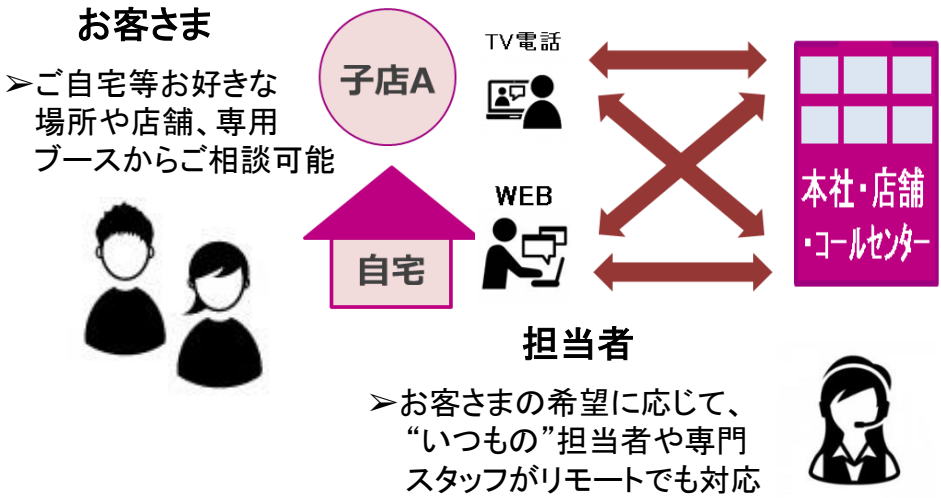 お客さま
➢ご自宅等お好きな
場所や店舗、専用
ブースからご相談可能
子店A
TV電話
自宅
WEB
本社・店舗
・コールセンター
担当者
➢お客さまの希望に応じて、
“いつもの”担当者や専門
スタッフがリモートでも対応